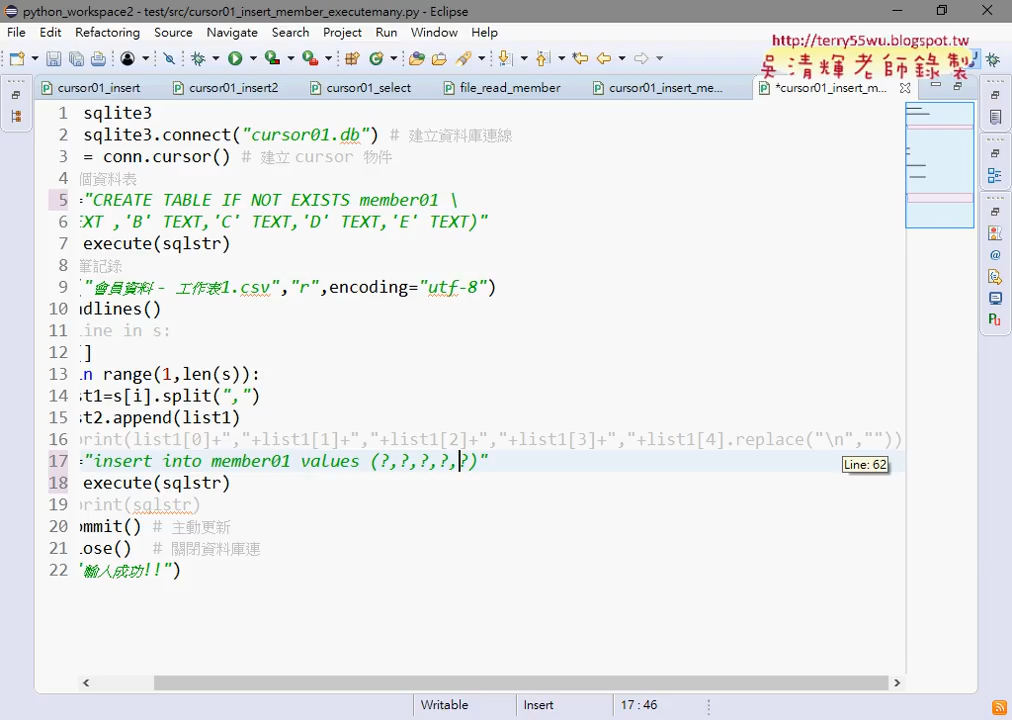 python_workspace2 - test/src/cursor01_insert_member_executemany.py - Eclipse
File Edit Refactoring Source Navigate Search Project Run Window Help
http://terry55wu.blogspot.tw
吳清輝老師錄製
cursor01_insert cursor01_insert2 cursor01_select file_read_member cursor01_insert_me... *cursor01_insert_m...
1 sqlite3
2 sqlite3.connect("cursor01.db") # 建立資料庫連線
3 = conn.cursor() # 建立 cursor 物件
4 個資料表
5 ="CREATE TABLE IF NOT EXISTS member01 \
6 EXT ,'B' TEXT,'C' TEXT,'D' TEXT,'E' TEXT)"
7 execute(sqlstr)
8 筆記錄
9 ("會員資料 - 工作表1.csv","r",encoding="utf-8")
10 adlines()
11 line in s:
12 []
13 in range(1,len(s)):
14 st1=s[i].split(",")
15 st2.append(list1)
16 print(list1[0]+","+list1[1]+","+list1[2]+","+list1[3]+","+list1[4].replace("\n",""))
17 ="insert into member01 values (?,?,?,?,?)"
Line: 62
18 execute(sqlstr)
19 print(sqlstr)
20 ommit() # 主動更新
21 lose() # 關閉資料庫連
22 "輸入成功!!")
Writable Insert 17 : 46